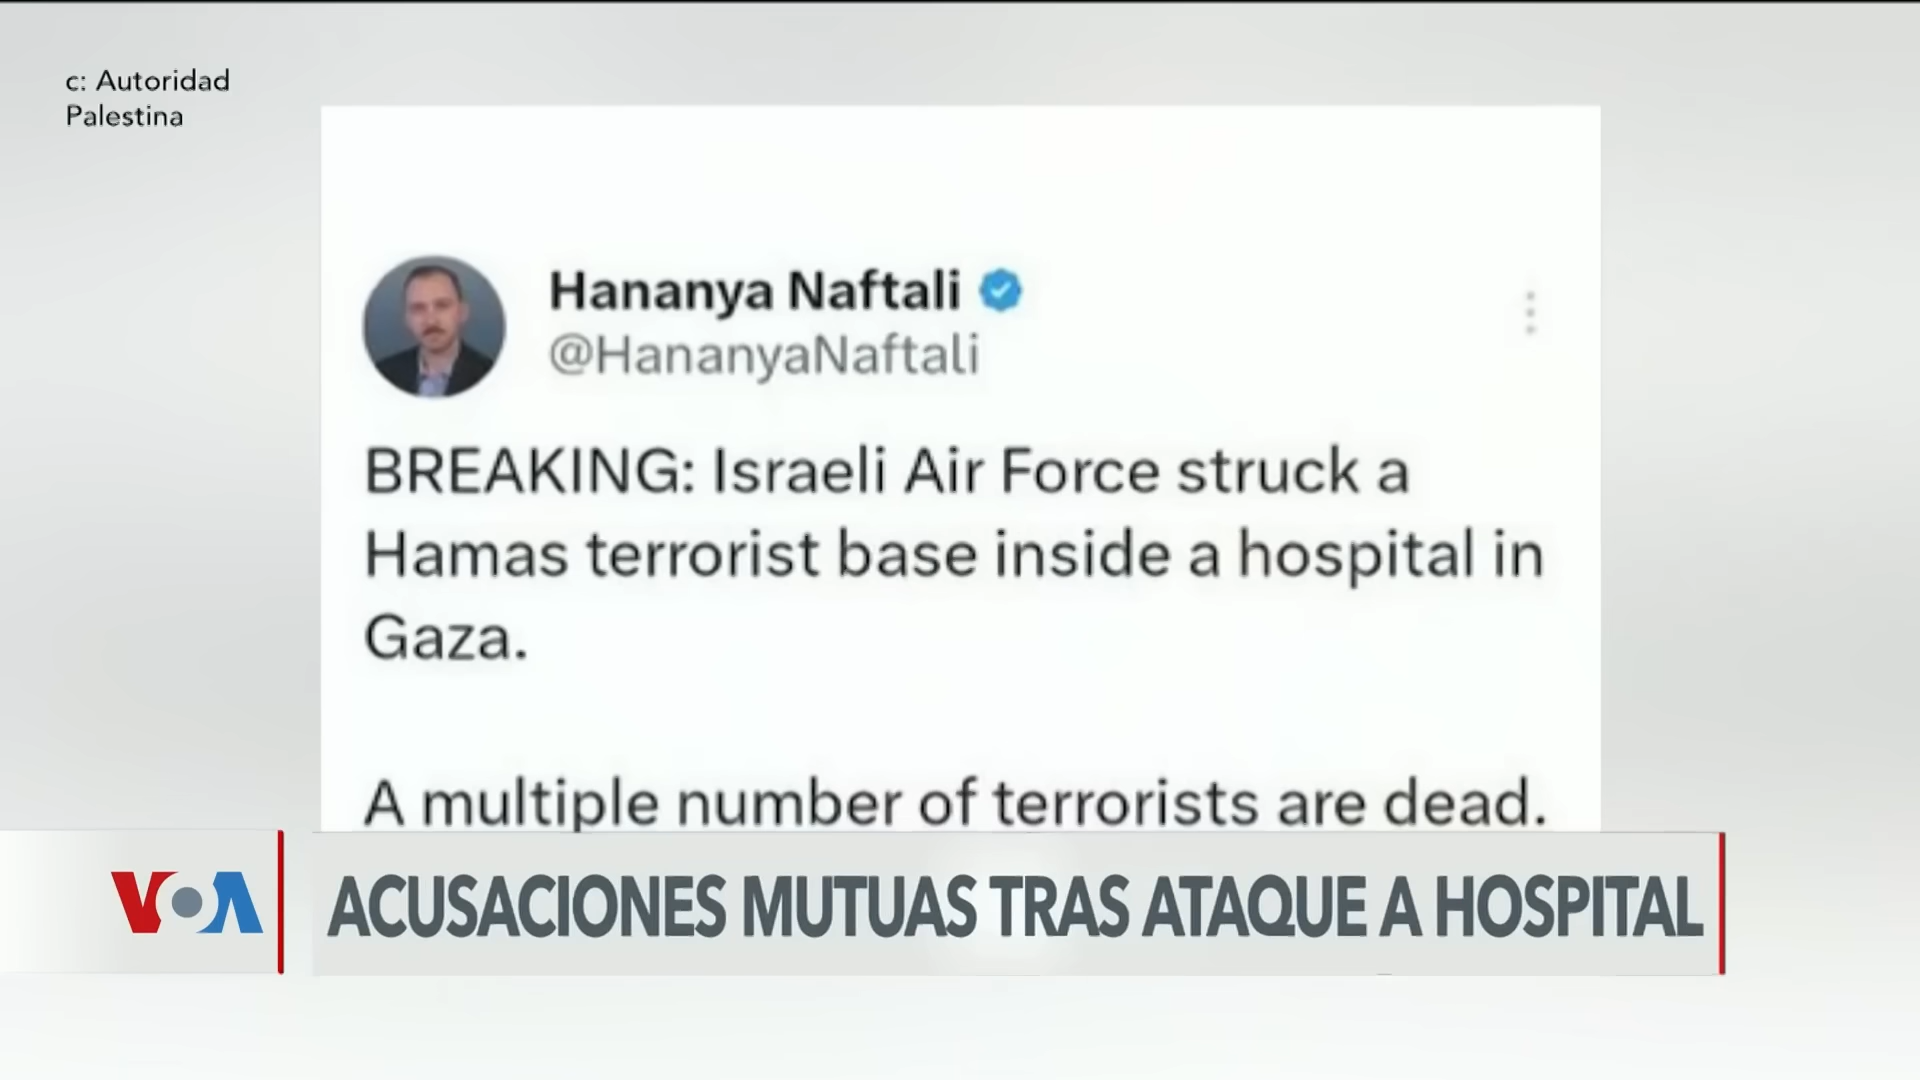 c: Autoridad
Palestina
Hananya Naftali
@HananyaNaftali
BREAKING: Israeli Air Force struck a
Hamas terrorist base inside a hospital in
Gaza.
A multiple number of terrorists are dead.
VOA
ACUSACIONES MUTUAS TRAS ATAQUE A HOSPITAL